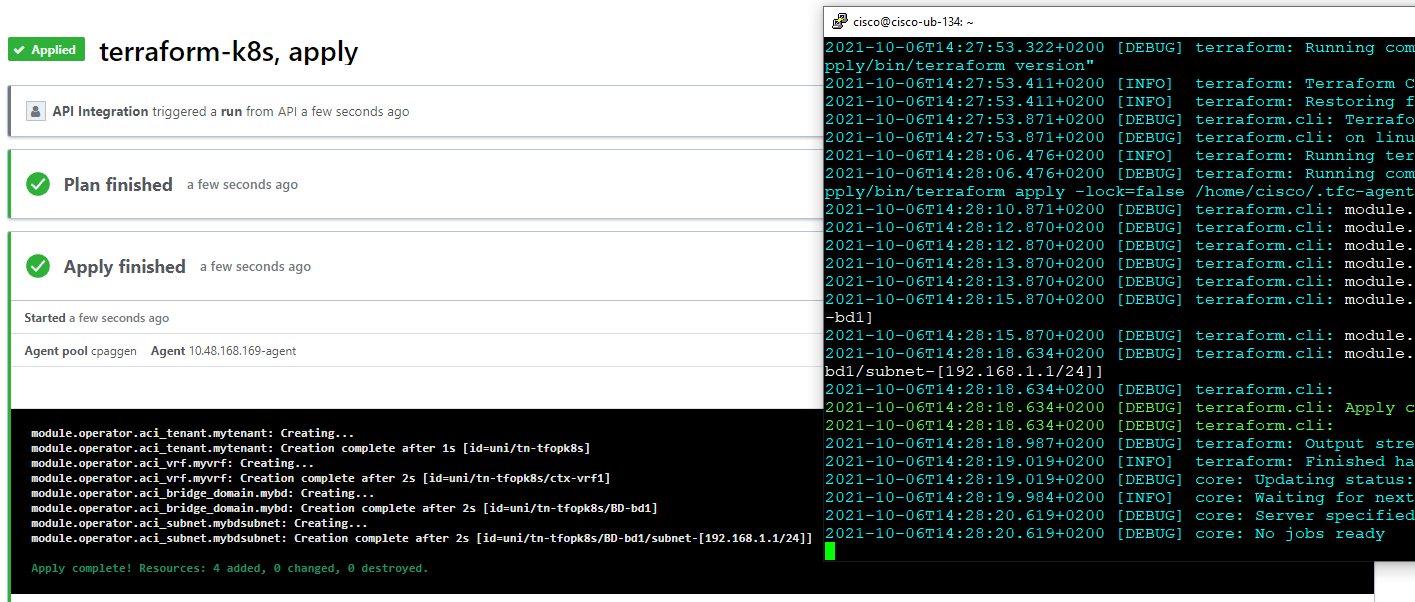 Applied terraform-k8s, apply
API Integration triggered a run from API a few seconds ago
Plan finished a few seconds ago
Apply finished a few seconds ago
Started a few seconds ago
Agent pool cpaggen Agent 10.48.168.169-agent
module.operator.aci_tenant.mytenant: Creating...
module.operator.aci_tenant.mytenant: Creation complete after 1s [id=uni/tn-tfopk8s]
module.operator.aci_vrf.myvrf: Creating...
module.operator.aci_vrf.myvrf: Creation complete after 2s [id=uni/tn-tfopk8s/ctx-vrf1]
module.operator.aci_bridge_domain.mybd: Creating...
module.operator.aci_bridge_domain.mybd: Creation complete after 2s [id=uni/tn-tfopk8s/BD-bd1]
module.operator.aci_subnet.mybdsubnet: Creating...
module.operator.aci_subnet.mybdsubnet: Creation complete after 2s [id=uni/tn-tfopk8s/BD-bd1/subnet-[192.168.1.1/24]]
Apply complete! Resources: 4 added, 0 changed, 0 destroyed.
cisco@cisco-ub-134: ~
2021-10-06T14:27:53.322+0200 [DEBUG] terraform: Running com
pply/bin/terraform version"
2021-10-06T14:27:53.411+0200 [INFO]  terraform: Terraform C
2021-10-06T14:27:53.411+0200 [INFO]  terraform: Restoring f
2021-10-06T14:27:53.871+0200 [DEBUG] terraform.cli: Terrafo
2021-10-06T14:27:53.871+0200 [DEBUG] terraform.cli: on linu
2021-10-06T14:28:06.476+0200 [INFO]  terraform: Running ter
2021-10-06T14:28:06.476+0200 [DEBUG] terraform: Running com
pply/bin/terraform apply -lock=false /home/cisco/.tfc-agent
2021-10-06T14:28:10.871+0200 [DEBUG] terraform.cli: module.
2021-10-06T14:28:12.870+0200 [DEBUG] terraform.cli: module.
2021-10-06T14:28:12.870+0200 [DEBUG] terraform.cli: module.
2021-10-06T14:28:13.870+0200 [DEBUG] terraform.cli: module.
2021-10-06T14:28:13.870+0200 [DEBUG] terraform.cli: module.
2021-10-06T14:28:15.870+0200 [DEBUG] terraform.cli: module.
-bd1]
2021-10-06T14:28:15.870+0200 [DEBUG] terraform.cli: module.
2021-10-06T14:28:18.634+0200 [DEBUG] terraform.cli: module.
bd1/subnet-[192.168.1.1/24]]
2021-10-06T14:28:18.634+0200 [DEBUG] terraform.cli:
2021-10-06T14:28:18.634+0200 [DEBUG] terraform.cli: Apply c
2021-10-06T14:28:18.634+0200 [DEBUG] terraform.cli:
2021-10-06T14:28:18.987+0200 [DEBUG] terraform: Output stre
2021-10-06T14:28:19.019+0200 [INFO]  terraform: Finished ha
2021-10-06T14:28:19.019+0200 [DEBUG] core: Updating status:
2021-10-06T14:28:19.984+0200 [INFO]  core: Waiting for next
2021-10-06T14:28:20.619+0200 [DEBUG] core: Server specified
2021-10-06T14:28:20.619+0200 [DEBUG] core: No jobs ready